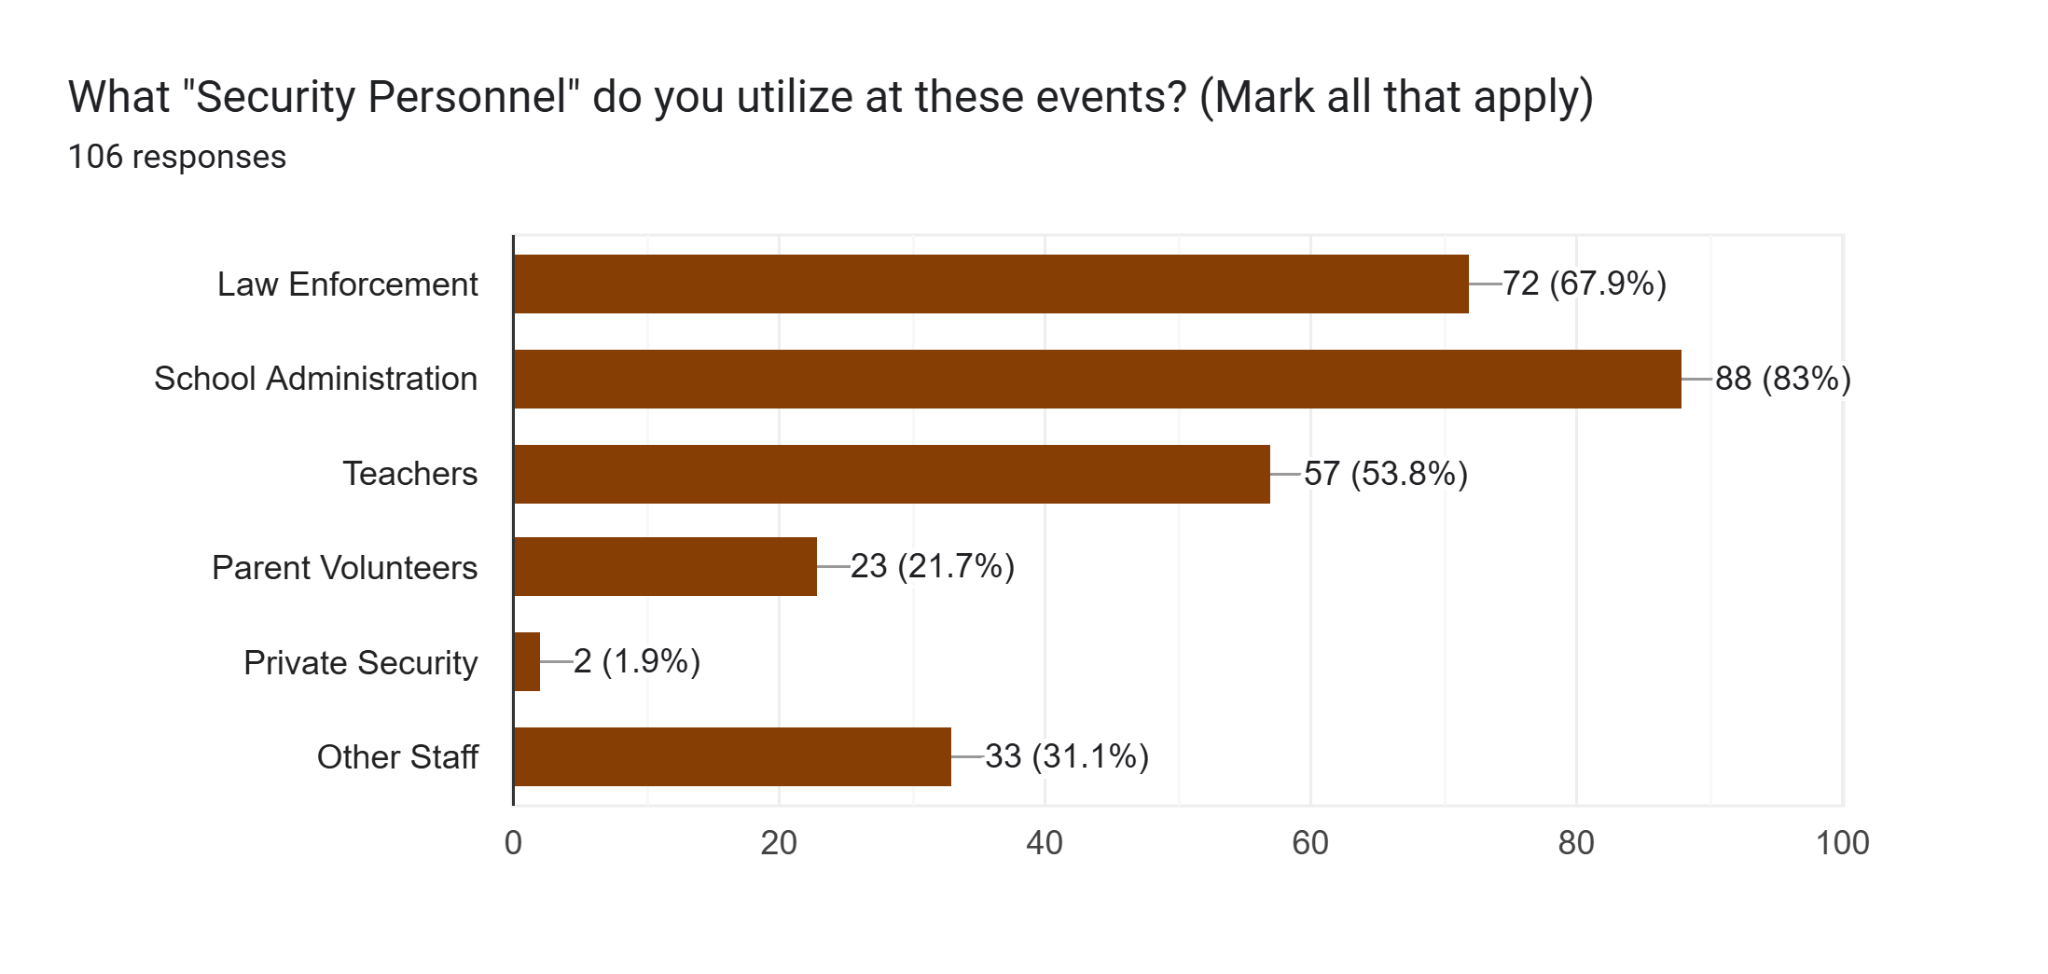 What "Security Personnel" do you utilize at these events? (Mark all that apply)
106 responses
Law Enforcement 72 (67.9%)
School Administration 88 (83%)
Teachers 57 (53.8%)
Parent Volunteers 23 (21.7%)
Private Security 2 (1.9%)
Other Staff 33 (31.1%)
0 20 40 60 80 100